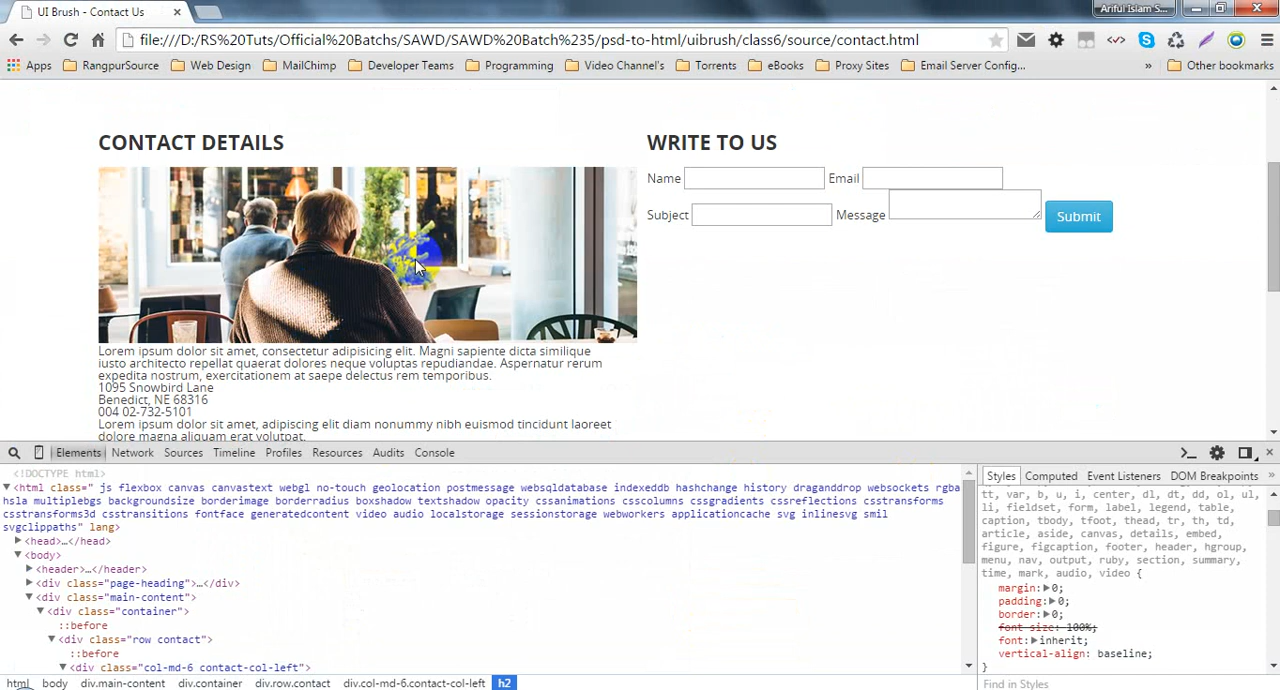 UI Brush - Contact Us
Ariful Islam S...
file:///D:/RS%20Tuts/Official%20Batchs/SAWD/SAWD%20Batch%235/psd-to-html/uibrush/class6/source/contact.html
Apps RangpurSource Web Design MailChimp Developer Teams Programming Video Channel's Torrents eBooks Proxy Sites Email Server Config... » Other bookmarks
CONTACT DETAILS
Lorem ipsum dolor sit amet, consectetur adipisicing elit. Magni sapiente dicta similique
iusto architecto repellat quaerat dolores neque voluptas repudiandae. Aspernatur rerum
expedita nostrum, exercitationem at saepe delectus rem temporibus.
1095 Snowbird Lane
Benedict, NE 68316
004 02-732-5101
Lorem ipsum dolor sit amet, adipiscing elit diam nonummy nibh euismod tincidunt laoreet
dolore magna aliquam erat volutpat.
WRITE TO US
Name Email
Subject Message Submit
Elements Network Sources Timeline Profiles Resources Audits Console
<!DOCTYPE html>
<html class=" js flexbox canvas canvastext webgl no-touch geolocation postmessage websqldatabase indexeddb hashchange history draganddrop websockets rgba
hsla multiplebgs backgroundsize borderimage borderradius boxshadow textshadow opacity cssanimations csscolumns cssgradients cssreflections csstransforms
csstransforms3d csstransitions fontface generatedcontent video audio localstorage sessionstorage webworkers applicationcache svg inlinesvg smil
svgclippaths" lang>
<head>…</head>
<body>
<header>…</header>
<div class="page-heading">…</div>
<div class="main-content">
<div class="container">
::before
<div class="row contact">
::before
<div class="col-md-6 contact-col-left">
html body div.main-content div.container div.row.contact div.col-md-6.contact-col-left h2
Styles Computed Event Listeners DOM Breakpoints »
tt, var, b, u, i, center, dl, dt, dd, ol, ul,
li, fieldset, form, label, legend, table,
caption, tbody, tfoot, thead, tr, th, td,
article, aside, canvas, details, embed,
figure, figcaption, footer, header, hgroup,
menu, nav, output, ruby, section, summary,
time, mark, audio, video {
margin: 0;
padding: 0;
border: 0;
font-size: 100%;
font: inherit;
vertical-align: baseline;
}
Find in Styles